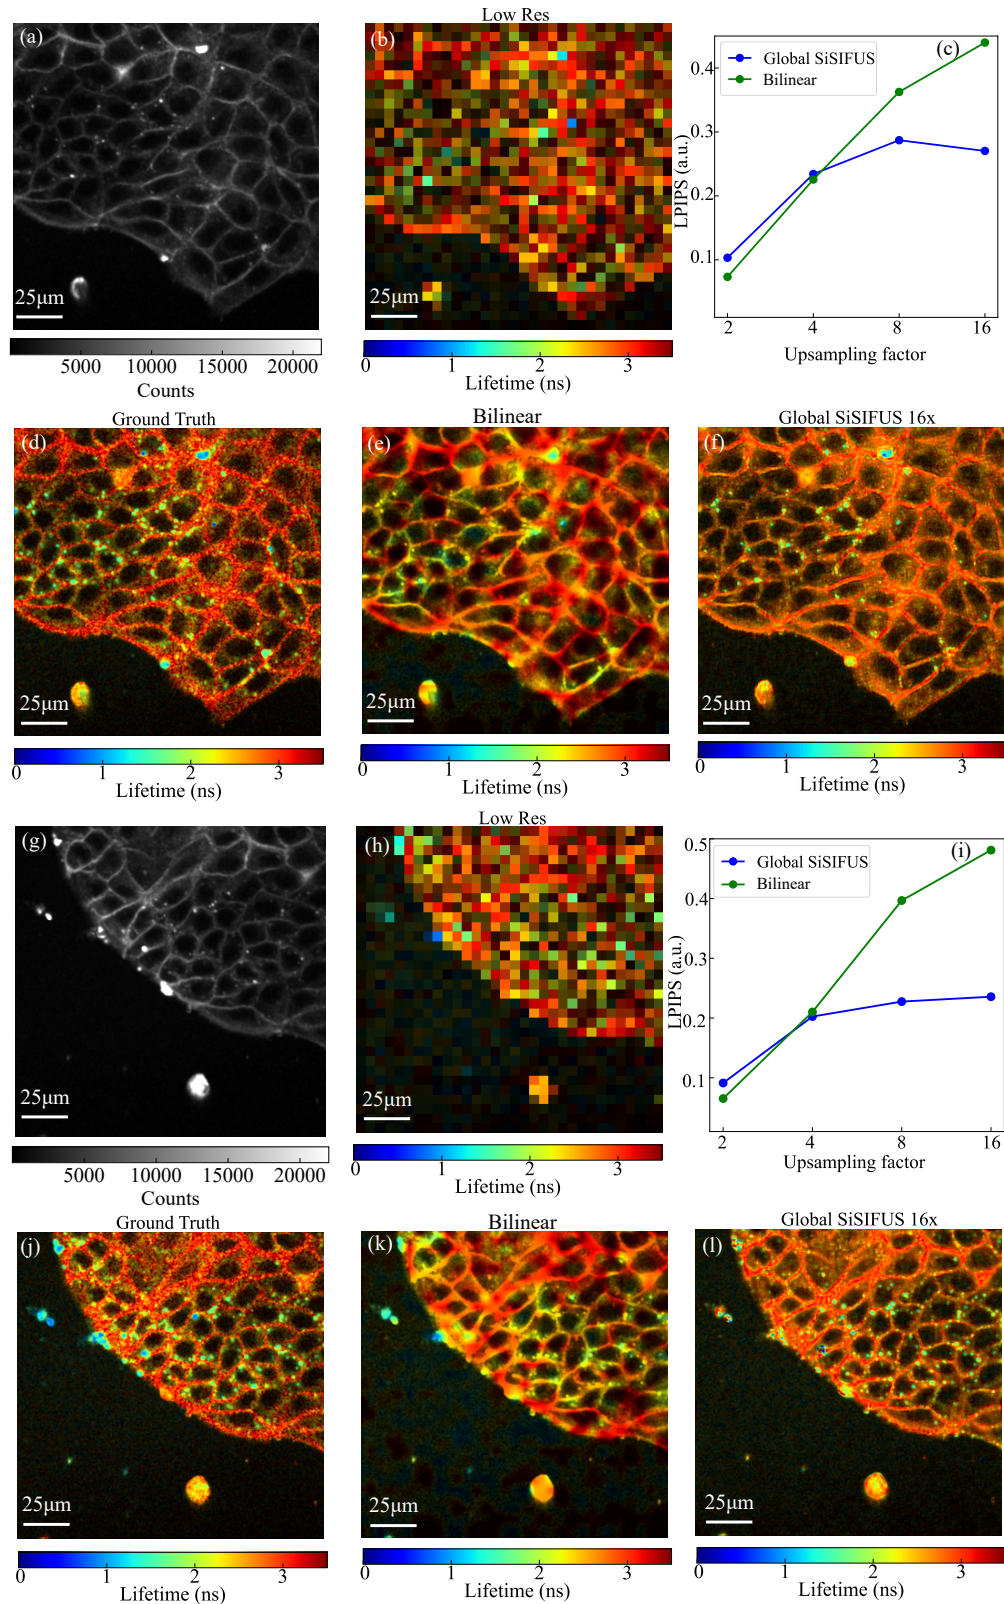 Low Res
(a)
(b)
(c)
Global SiSIFUS
Bilinear
0.4
0.3
0.2
0.1
LPIPS (a.u.)
2 4 8 16
Upsampling factor
25μm
25μm
5000 10000 15000 20000
Counts
0 1 2 3
Lifetime (ns)
Ground Truth
Bilinear
Global SiSIFUS 16x
(d)
(e)
(f)
25μm
25μm
25μm
0 1 2 3
Lifetime (ns)
0 1 2 3
Lifetime (ns)
0 1 2 3
Lifetime (ns)
Low Res
(g)
(h)
(i)
Global SiSIFUS
Bilinear
0.5
0.4
0.3
0.2
0.1
LPIPS (a.u.)
2 4 8 16
Upsampling factor
25μm
25μm
5000 10000 15000 20000
Counts
0 1 2 3
Lifetime (ns)
Ground Truth
Bilinear
Global SiSIFUS 16x
(j)
(k)
(l)
25μm
25μm
25μm
0 1 2 3
Lifetime (ns)
0 1 2 3
Lifetime (ns)
0 1 2 3
Lifetime (ns)